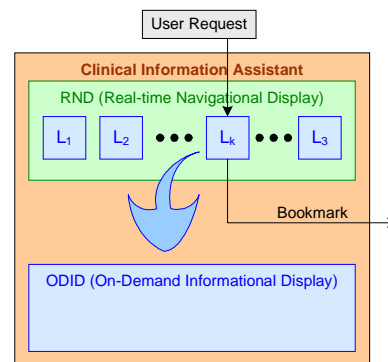 User Request
Clinical Information Assistant
RND (Real-time Navigational Display)
L1 L2 ••• Lk ••• L3
Bookmark
ODID (On-Demand Informational Display)